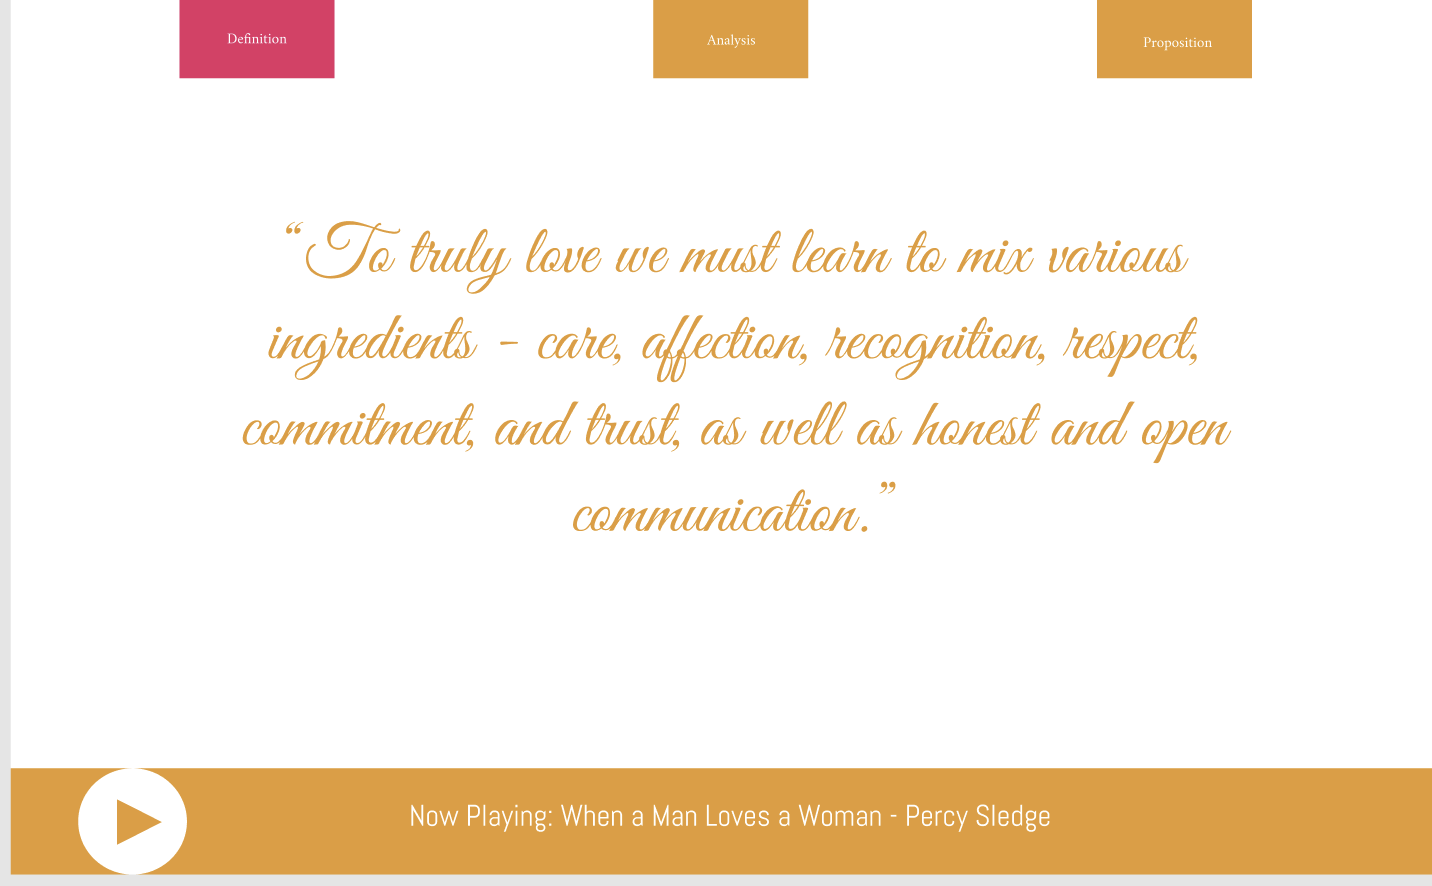 Definition
Analysis
Proposition
“To truly love we must learn to mix various
ingredients - care, affection, recognition, respect,
commitment, and trust, as well as honest and open
communication.”
Now Playing: When a Man Loves a Woman - Percy Sledge